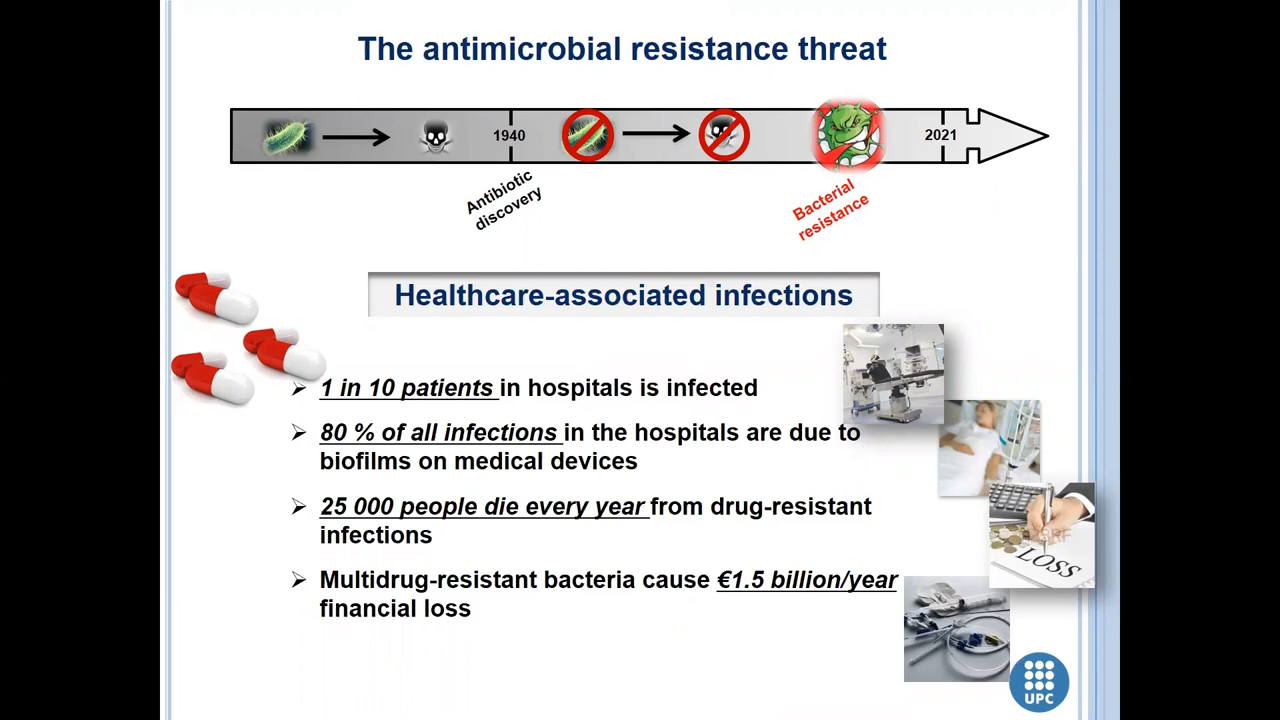 The antimicrobial resistance threat
1940
2021
Antibiotic
discovery
Bacterial
resistance
Healthcare-associated infections
1 in 10 patients in hospitals is infected
80 % of all infections in the hospitals are due to
biofilms on medical devices
25 000 people die every year from drug-resistant
infections
LOSS
Multidrug-resistant bacteria cause €1.5 billion/year
financial loss
UPC